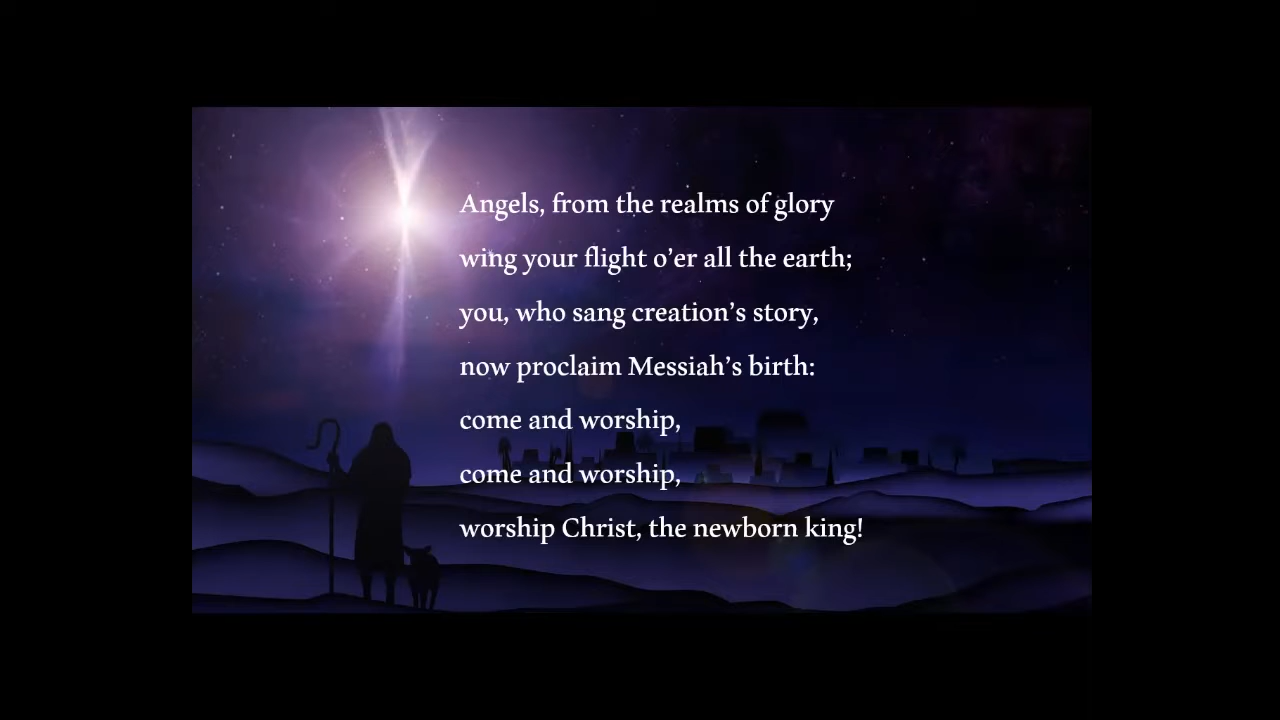 Angels, from the realms of glory
wing your flight o’er all the earth;
you, who sang creation’s story,
now proclaim Messiah’s birth:
come and worship,
come and worship,
worship Christ, the newborn king!